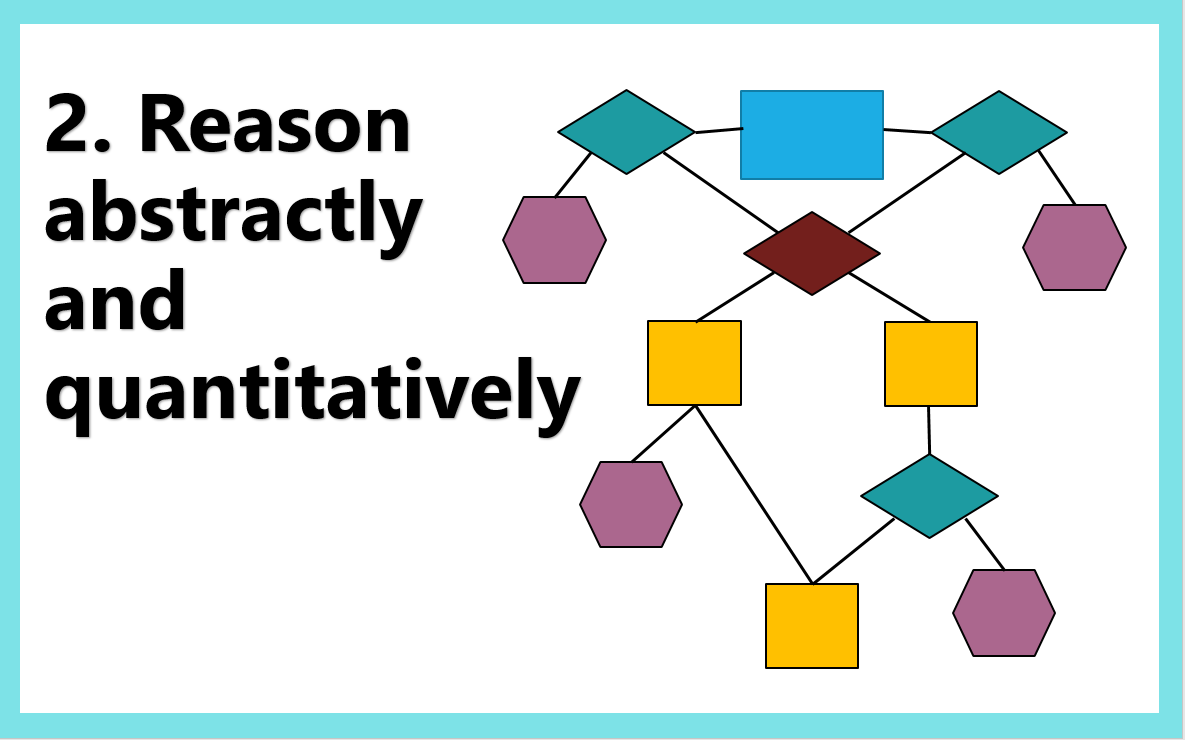 2. Reason
abstractly
and
quantitatively